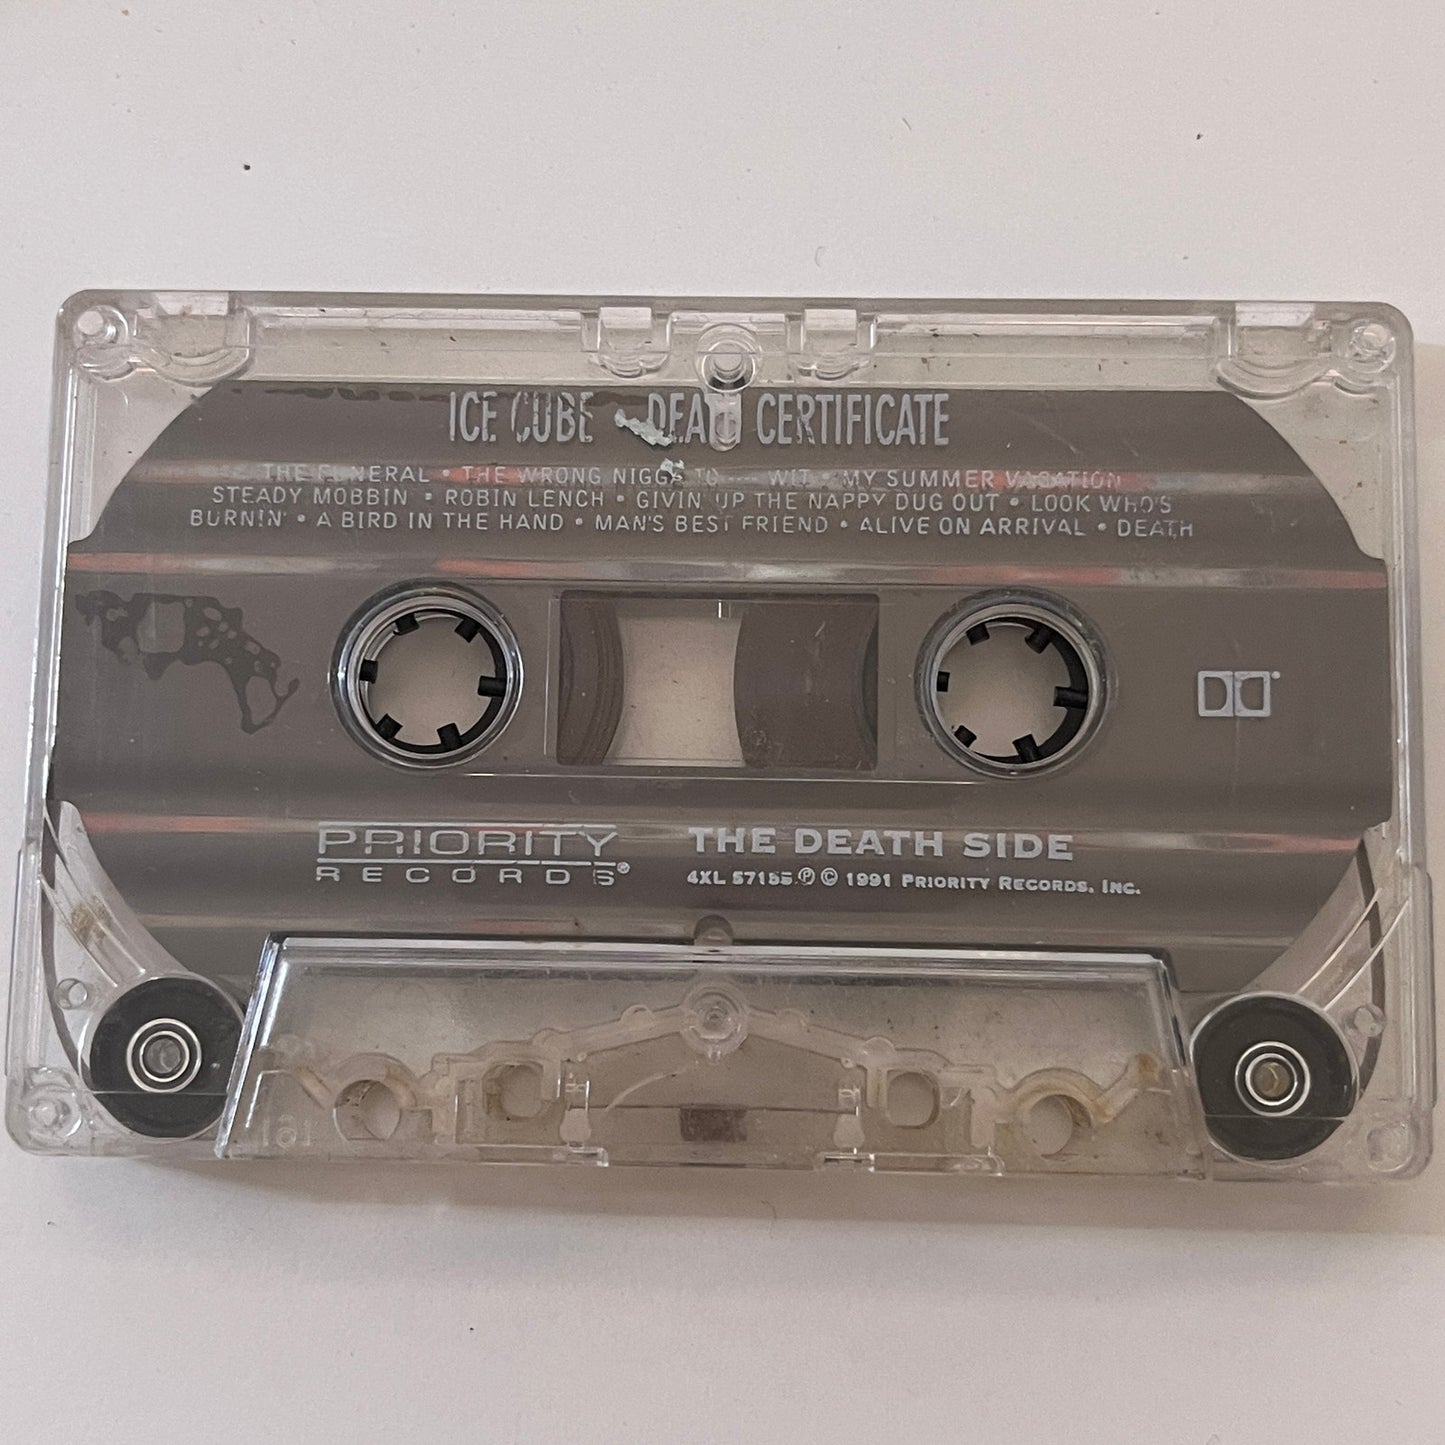 ICE CUBE DEATH CERTIFICATE
THE FUNERAL • THE WRONG NIGGA TO WIT • MY SUMMER VACATION
STEADY MOBBIN • ROBIN LENCH • GIVIN' UP THE NAPPY DUG OUT • LOOK WHO'S
BURNIN' • A BIRD IN THE HAND • MAN'S BEST FRIEND • ALIVE ON ARRIVAL • DEATH
PRIORITY
RECORDS®
THE DEATH SIDE
4XL 57155 ℗ © 1991 PRIORITY RECORDS, INC.